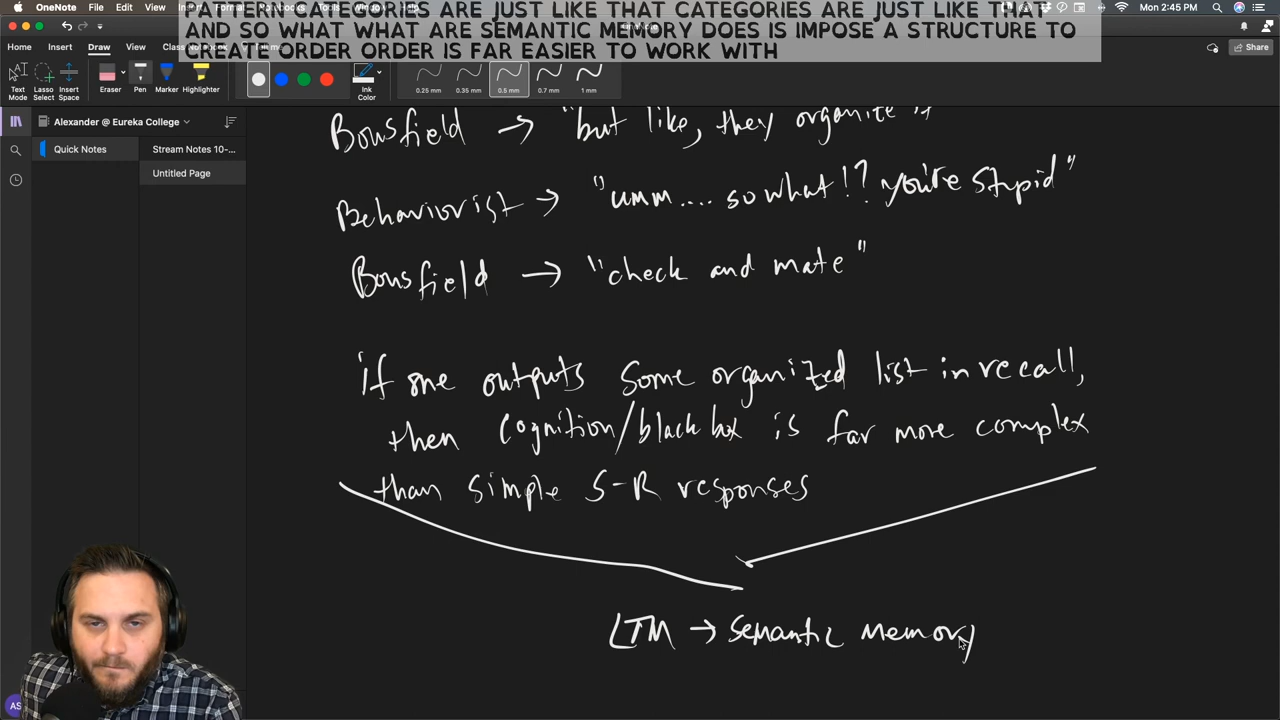 OneNote File Edit View
PATTERN CATEGORIES ARE JUST LIKE THAT CATEGORIES ARE JUST LIKE THAT
AND SO WHAT WHAT ARE SEMANTIC MEMORY DOES IS IMPOSE A STRUCTURE TO
CREATE ORDER ORDER IS FAR EASIER TO WORK WITH
Mon 2:45 PM
Home Insert Draw View
Share
Text Mode
Lasso Select
Insert Space
Eraser
Pen
Marker
Highlighter
Ink Color
0.25 mm
0.35 mm
0.5 mm
0.7 mm
1 mm
Alexander @ Eureka College
Quick Notes
Stream Notes 10-...
Untitled Page
Bousfield → "but like, they organize it
Behaviorist → "umm.... so what!? you're stupid"
Bousfield → "check and mate"
if one outputs some organized list in recall,
then cognition/black box is far more complex
than simple S-R responses
LTM → Semantic Memory
AS